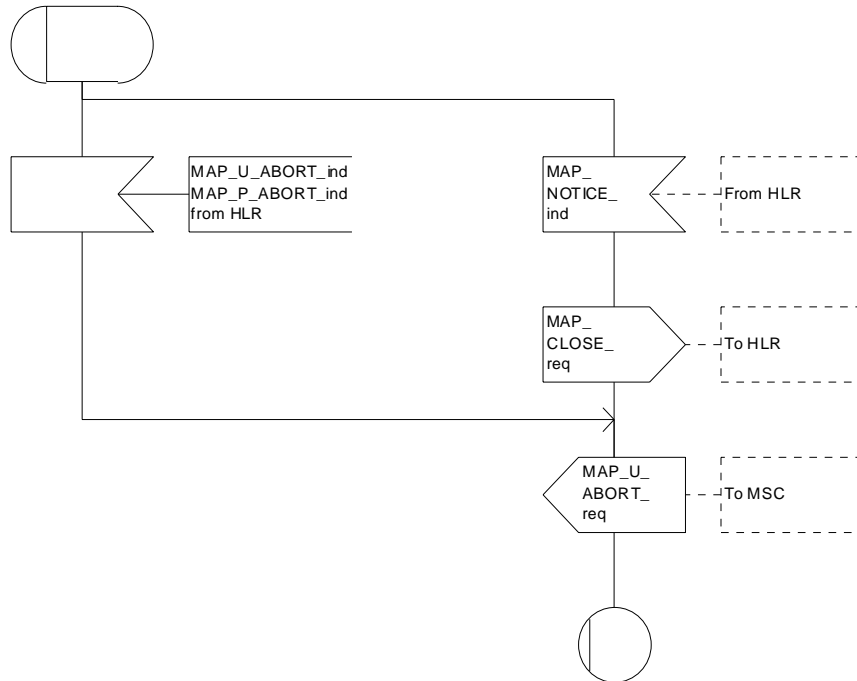 MAP_U_ABORT_ind
MAP_P_ABORT_ind
from HLR
MAP_
NOTICE_
ind
From HLR
MAP_
CLOSE_
req
To HLR
MAP_U_
ABORT_
req
To MSC